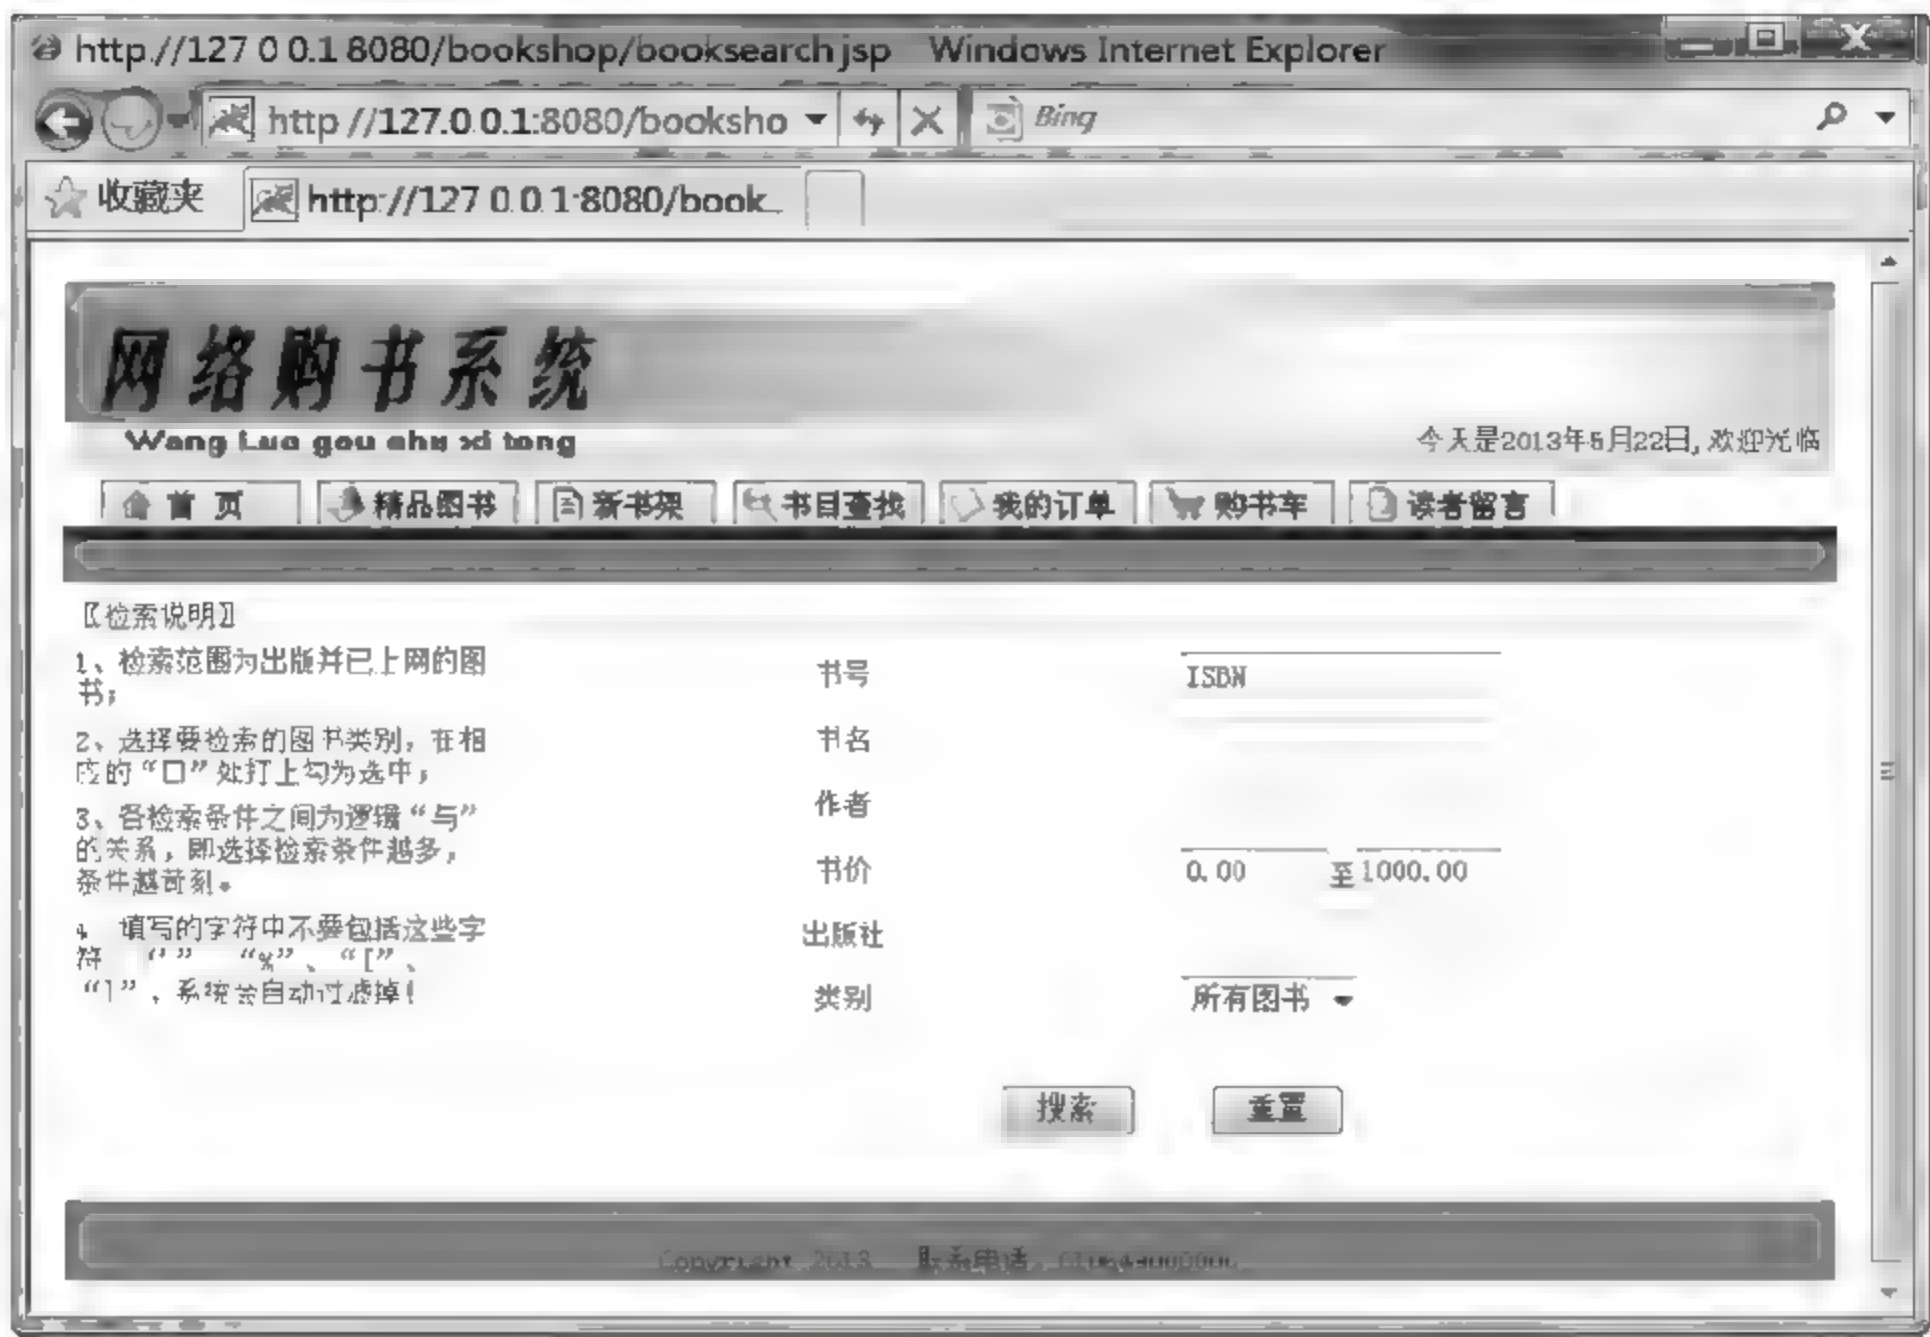 http://127 0 0.1 8080/bookshop/booksearch jsp Windows Internet Explorer
http //127.0 0.1:8080/booksho Bing
收藏夹 http://127 0.0.1:8080/book
网络购书系统
Wang Luo gou shu xi tong
今天是2013年5月22日, 欢迎光临
首 页 精品图书 新书架 书目查找 我的订单 购书车 读者留言
〖检索说明〗
1、检索范围为出版并已上网的图
书;
2、选择要检索的图书类别，在相
应的“口”处打上勾为选中;
3、各检索条件之间为逻辑“与”
的关系，即选择检索条件越多，
条件越苛刻。
4 填写的字符中不要包括这些字
符 “'” “%”、“[”、
“]”、系统会自动过滤掉!
书号 ISBN
书名
作者
书价 0.00 至 1000.00
出版社
类别 所有图书
搜索 重置
Copyright 2013 联系电话: